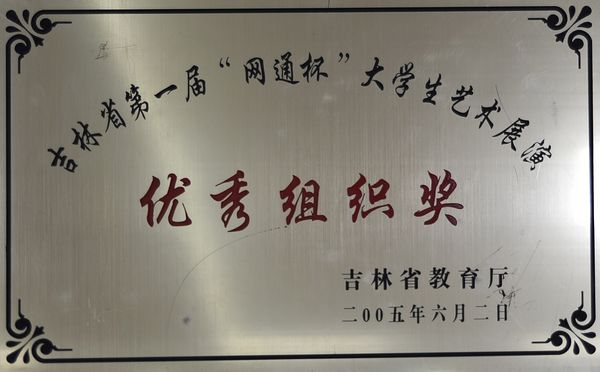 吉林省第一届“网通杯”大学生艺术展演
优秀组织奖
吉林省教育厅
二00五年六月二日